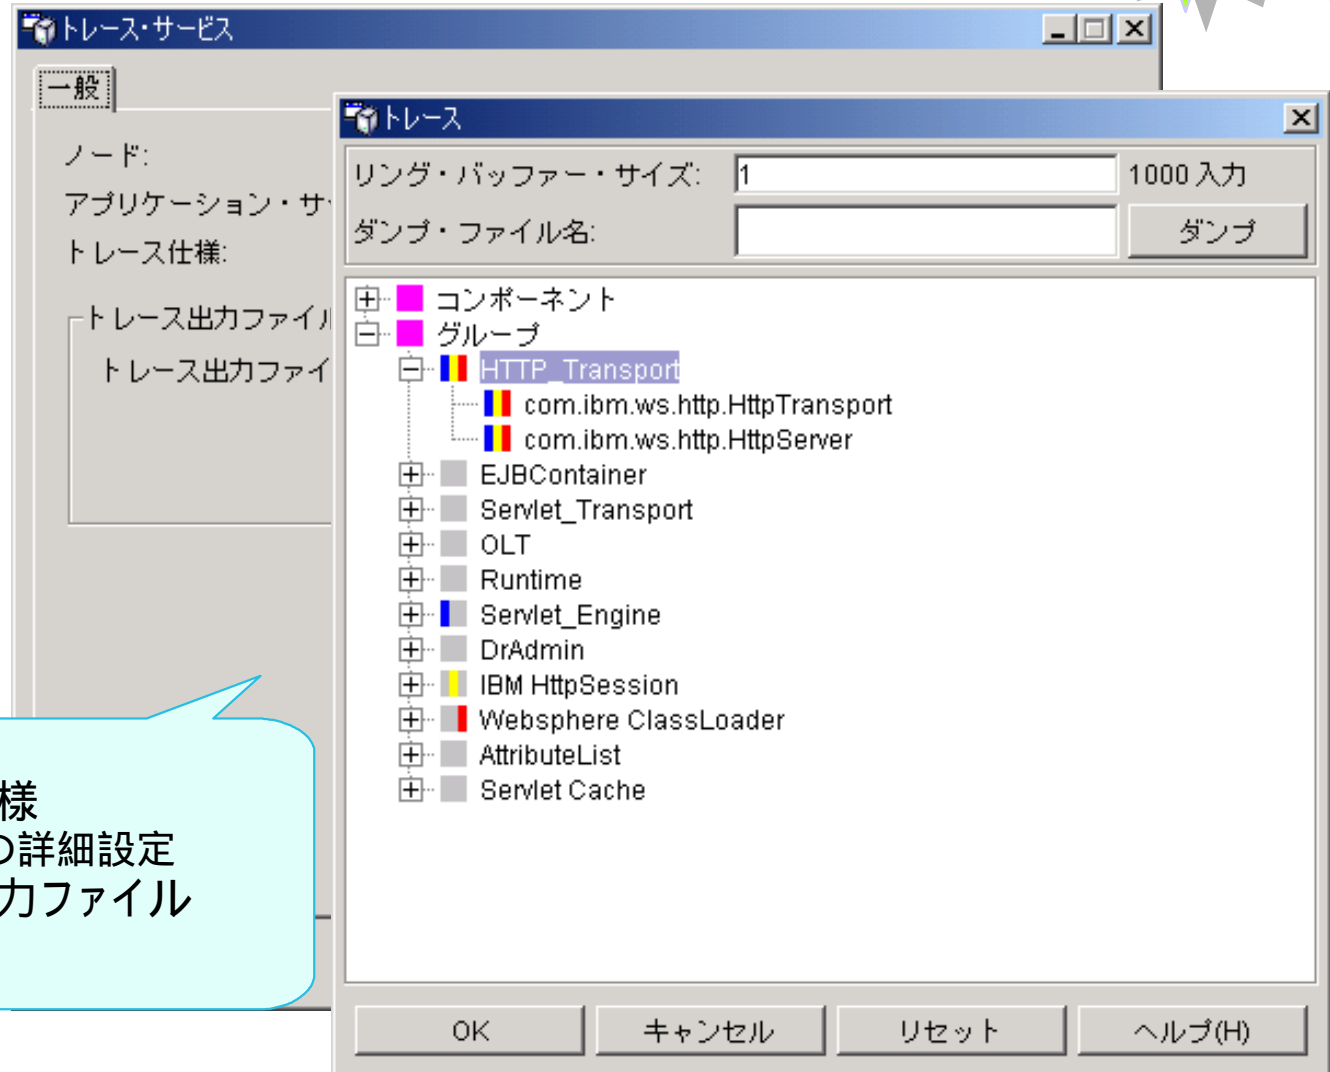 トレース・サービス
一般
ノード:
アプリケーション・サ
トレース仕様:
トレース出力ファイル
トレース出力ファイ
トレース
リング・バッファー・サイズ: 1 1000 入力
ダンプ・ファイル名: ダンプ
コンポーネント
グループ
HTTP_Transport
com.ibm.ws.http.HttpTransport
com.ibm.ws.http.HttpServer
EJBContainer
Servlet_Transport
OLT
Runtime
Servlet_Engine
DrAdmin
IBM HttpSession
Websphere ClassLoader
AttributeList
Servlet Cache
様
の詳細設定
力ファイル
OK キャンセル リセット ヘルプ(H)